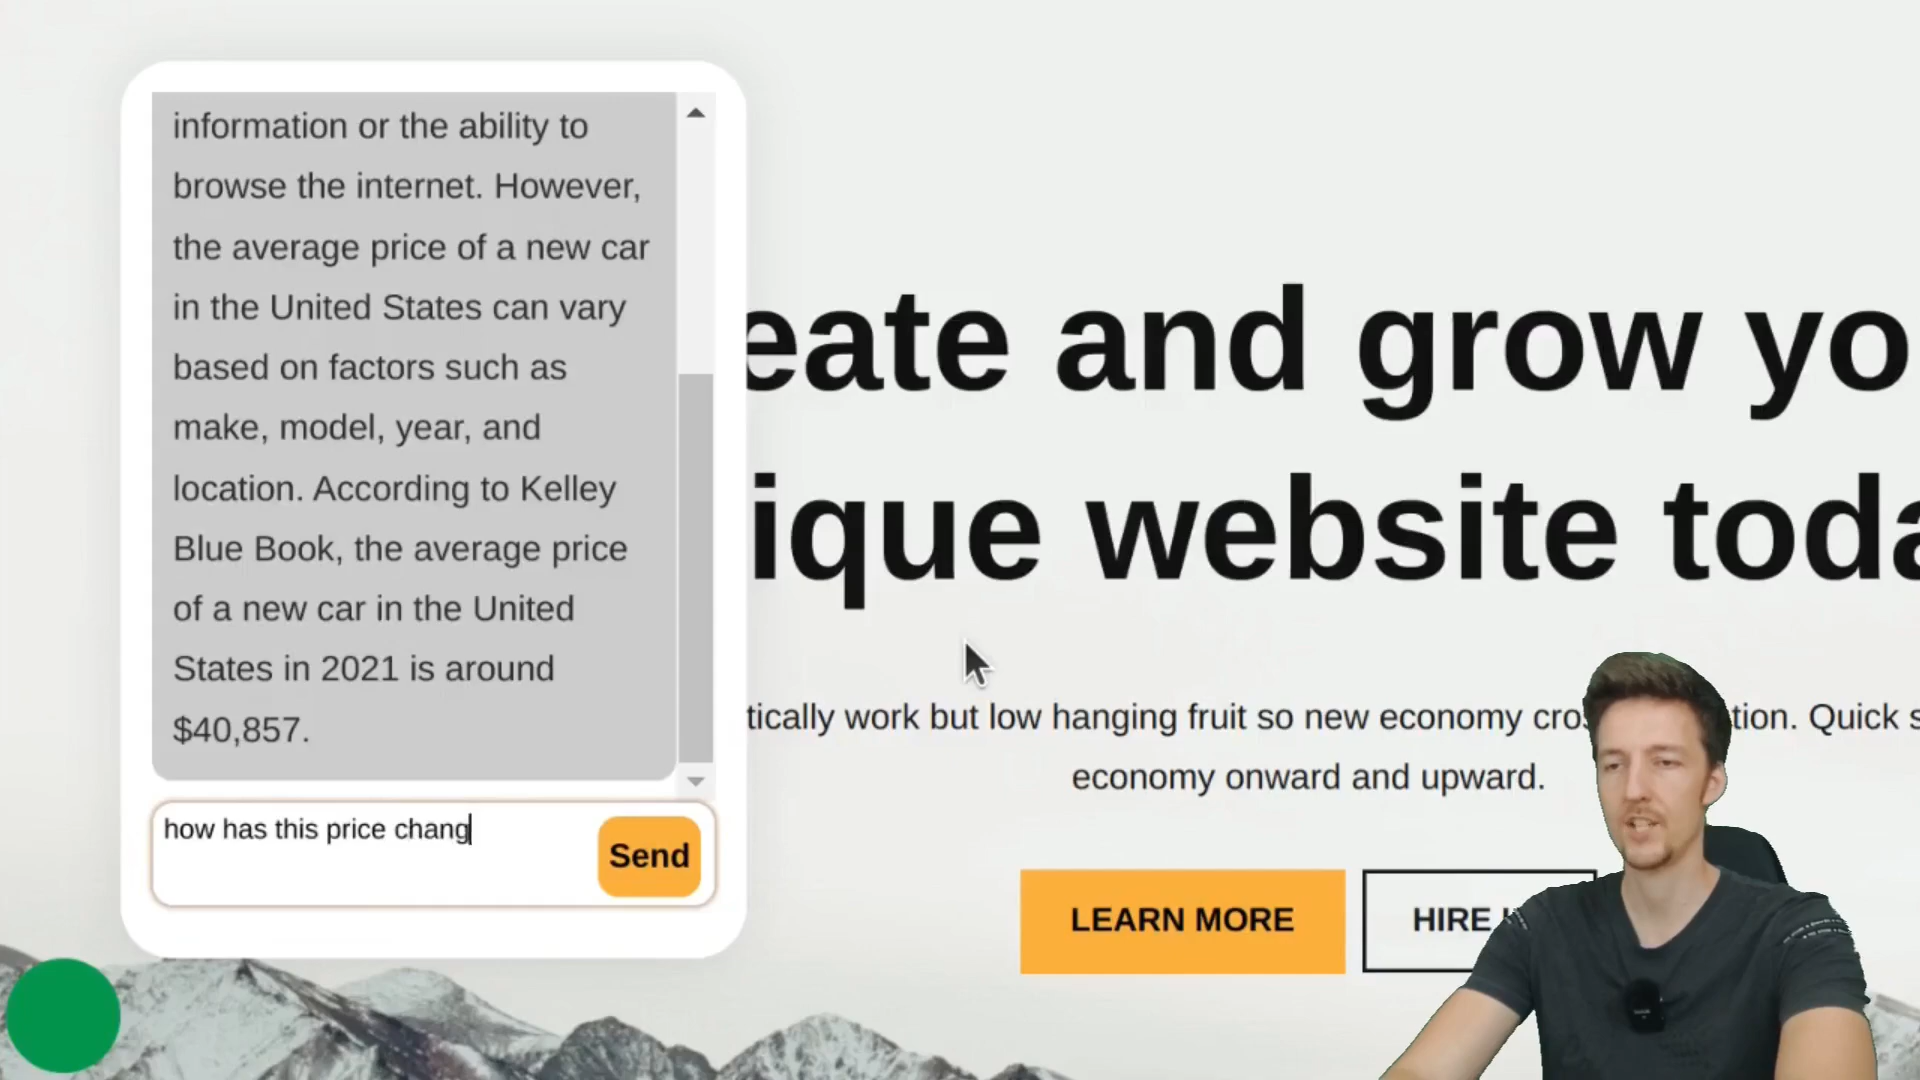 information or the ability to
browse the internet. However,
the average price of a new car
in the United States can vary
based on factors such as
make, model, year, and
location. According to Kelley
Blue Book, the average price
of a new car in the United
States in 2021 is around
$40,857.
how has this price chang
Send
eate and grow yo
ique website toda
tically work but low hanging fruit so new economy cros tion. Quick s
economy onward and upward.
LEARN MORE
HIRE